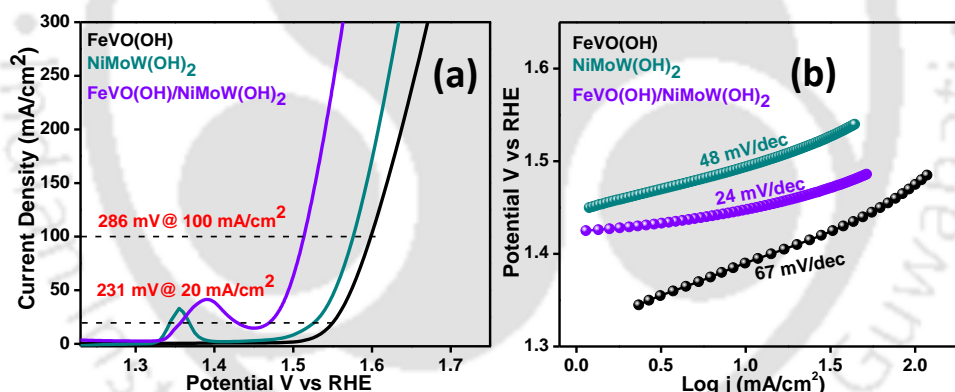 FeVO(OH)
NiMoW(OH)2
FeVO(OH)/NiMoW(OH)2
(a)
286 mV@ 100 mA/cm2
231 mV@ 20 mA/cm2
300
250
200
150
100
50
0
Current Density (mA/cm2)
1.3
1.4
1.5
1.6
1.7
Potential V vs RHE
FeVO(OH)
NiMoW(OH)2
FeVO(OH)/NiMoW(OH)2
(b)
48 mV/dec
24 mV/dec
67 mV/dec
1.6
1.5
1.4
1.3
Potential V vs RHE
0.0
0.5
1.0
1.5
2.0
Log j (mA/cm2)
Guwa